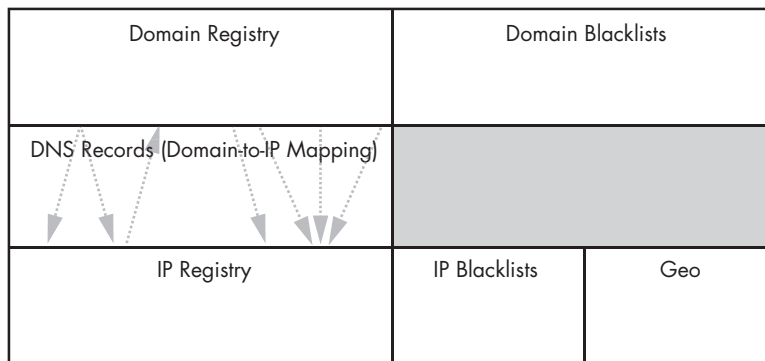 Domain Registry
Domain Blacklists
DNS Records (Domain-to-IP Mapping)
IP Registry
IP Blacklists
Geo